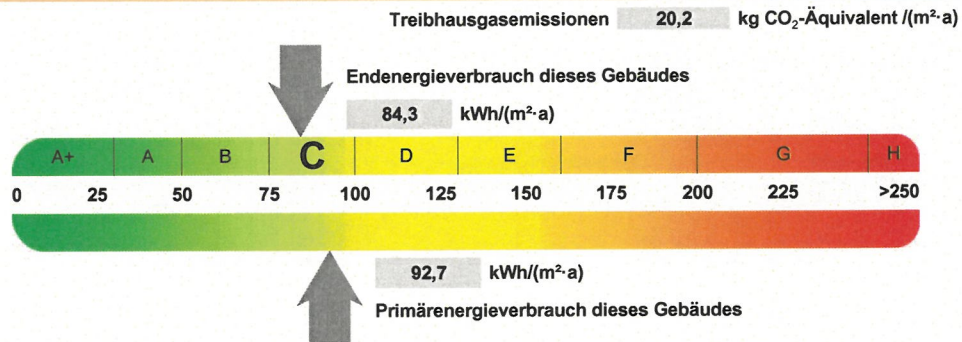 Treibhausgasemissionen 20,2 kg CO₂-Äquivalent /(m²·a)
Endenergieverbrauch dieses Gebäudes
84,3 kWh/(m²·a)
A+ A B C D E F G H
0 25 50 75 100 125 150 175 200 225 >250
92,7 kWh/(m²·a)
Primärenergieverbrauch dieses Gebäudes